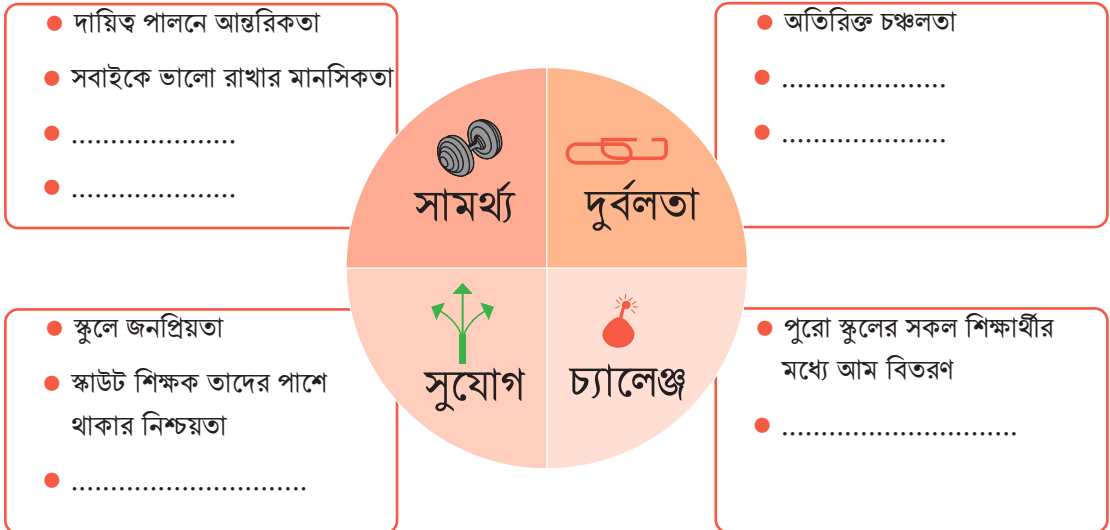 ● দায়িত্ব পালনে আন্তরিকতা
● সবাইকে ভালো রাখার মানসিকতা
● .....................
● .....................
● অতিরিক্ত চঞ্চলতা
● .....................
● .....................
সামর্থ্য
দুর্বলতা
সুযোগ
চ্যালেঞ্জ
● স্কুলে জনপ্রিয়তা
● স্কাউট শিক্ষক তাদের পাশে
থাকার নিশ্চয়তা
● ..............................
● পুরো স্কুলের সকল শিক্ষার্থীর
মধ্যে আম বিতরণ
● ..............................